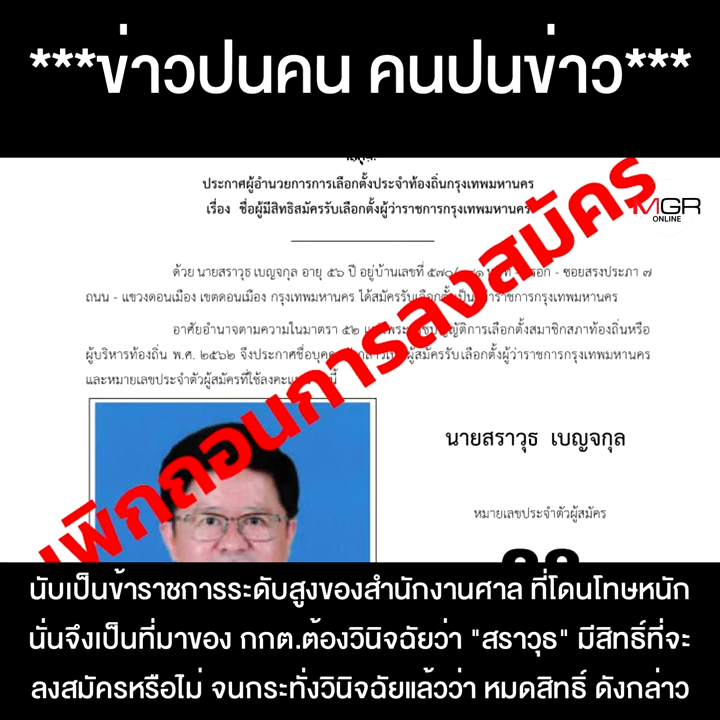 ***ข่าวปนคน คนปนข่าว***
ประกาศผู้อำนวยการการเลือกตั้งประจำท้องถิ่นกรุงเทพมหานคร
เรื่อง ชื่อผู้มีสิทธิสมัครรับเลือกตั้งผู้ว่าราชการกรุงเทพมหานคร
MGR
ONLINE
ด้วย นายสราวุธ เบญจกุล อายุ ๕๖ ปี อยู่บ้านเลขที่ - ซอยสรงประภา ๗
ถนน - แขวงดอนเมือง เขตดอนเมือง กรุงเทพมหานคร ได้สมัครรับเลือกตั้งเป็นผู้ว่าราชการกรุงเทพมหานคร
อาศัยอำนาจตามความในมาตรา ๕๒ การเลือกตั้งสมาชิกสภาท้องถิ่นหรือ
ผู้บริหารท้องถิ่น พ.ศ. ๒๕๖๒ จึงประกาศชื่อ ผู้สมัครรับเลือกตั้งผู้ว่าราชการกรุงเทพมหานคร
และหมายเลขประจำตัวผู้สมัครที่ใช้ลงคะแนน
เพิกถอนการลงสมัคร
นายสราวุธ เบญจกุล
หมายเลขประจำตัวผู้สมัคร
นับเป็นข้าราชการระดับสูงของสำนักงานศาล ที่โดนโทษหนัก
นั่นจึงเป็นที่มาของ กกต.ต้องวินิจฉัยว่า "สราวุธ" มีสิทธิ์ที่จะ
ลงสมัครหรือไม่ จนกระทั่งวินิจฉัยแล้วว่า หมดสิทธิ์ ดังกล่าว